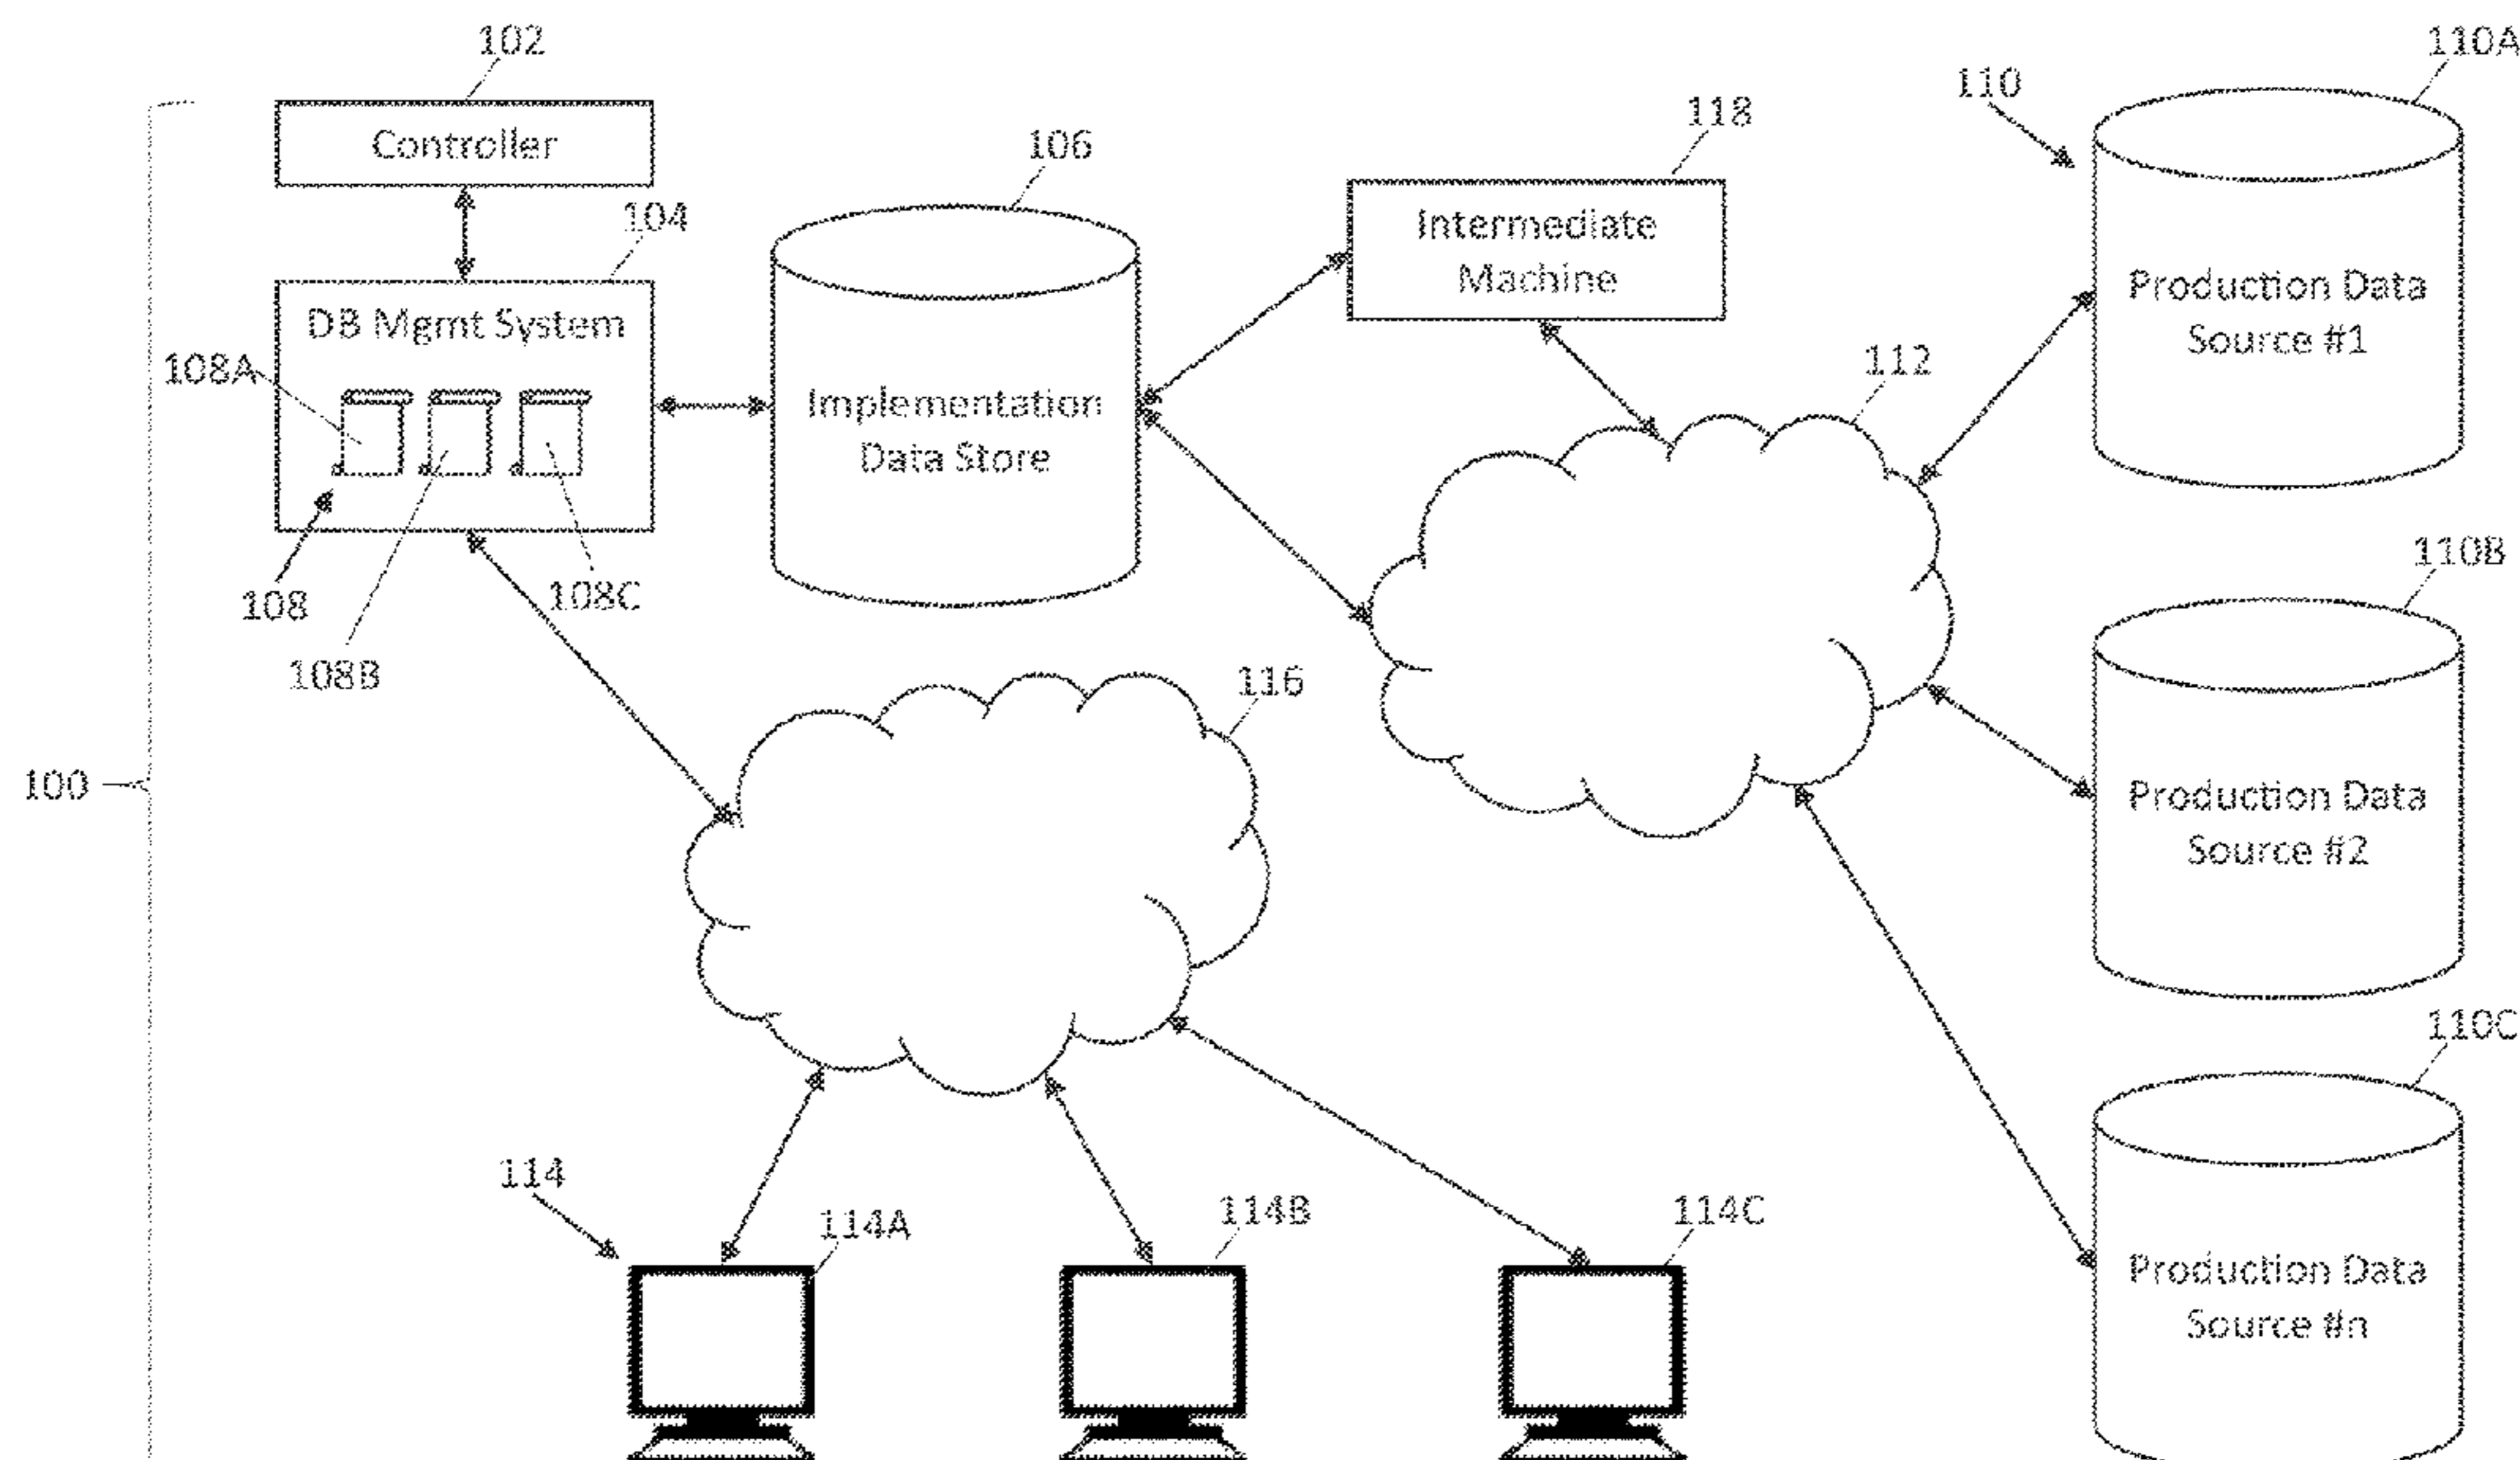 102
110A
110
118
106
Controller
104
Intermediate
Machine
Production Data
Source #1
DB Mgmt System
108A
112
Implementation
Data Store
108
108C
108B
110B
116
100
Production Data
Source #2
110C
114
114A
114B
114C
Production Data
Source #n